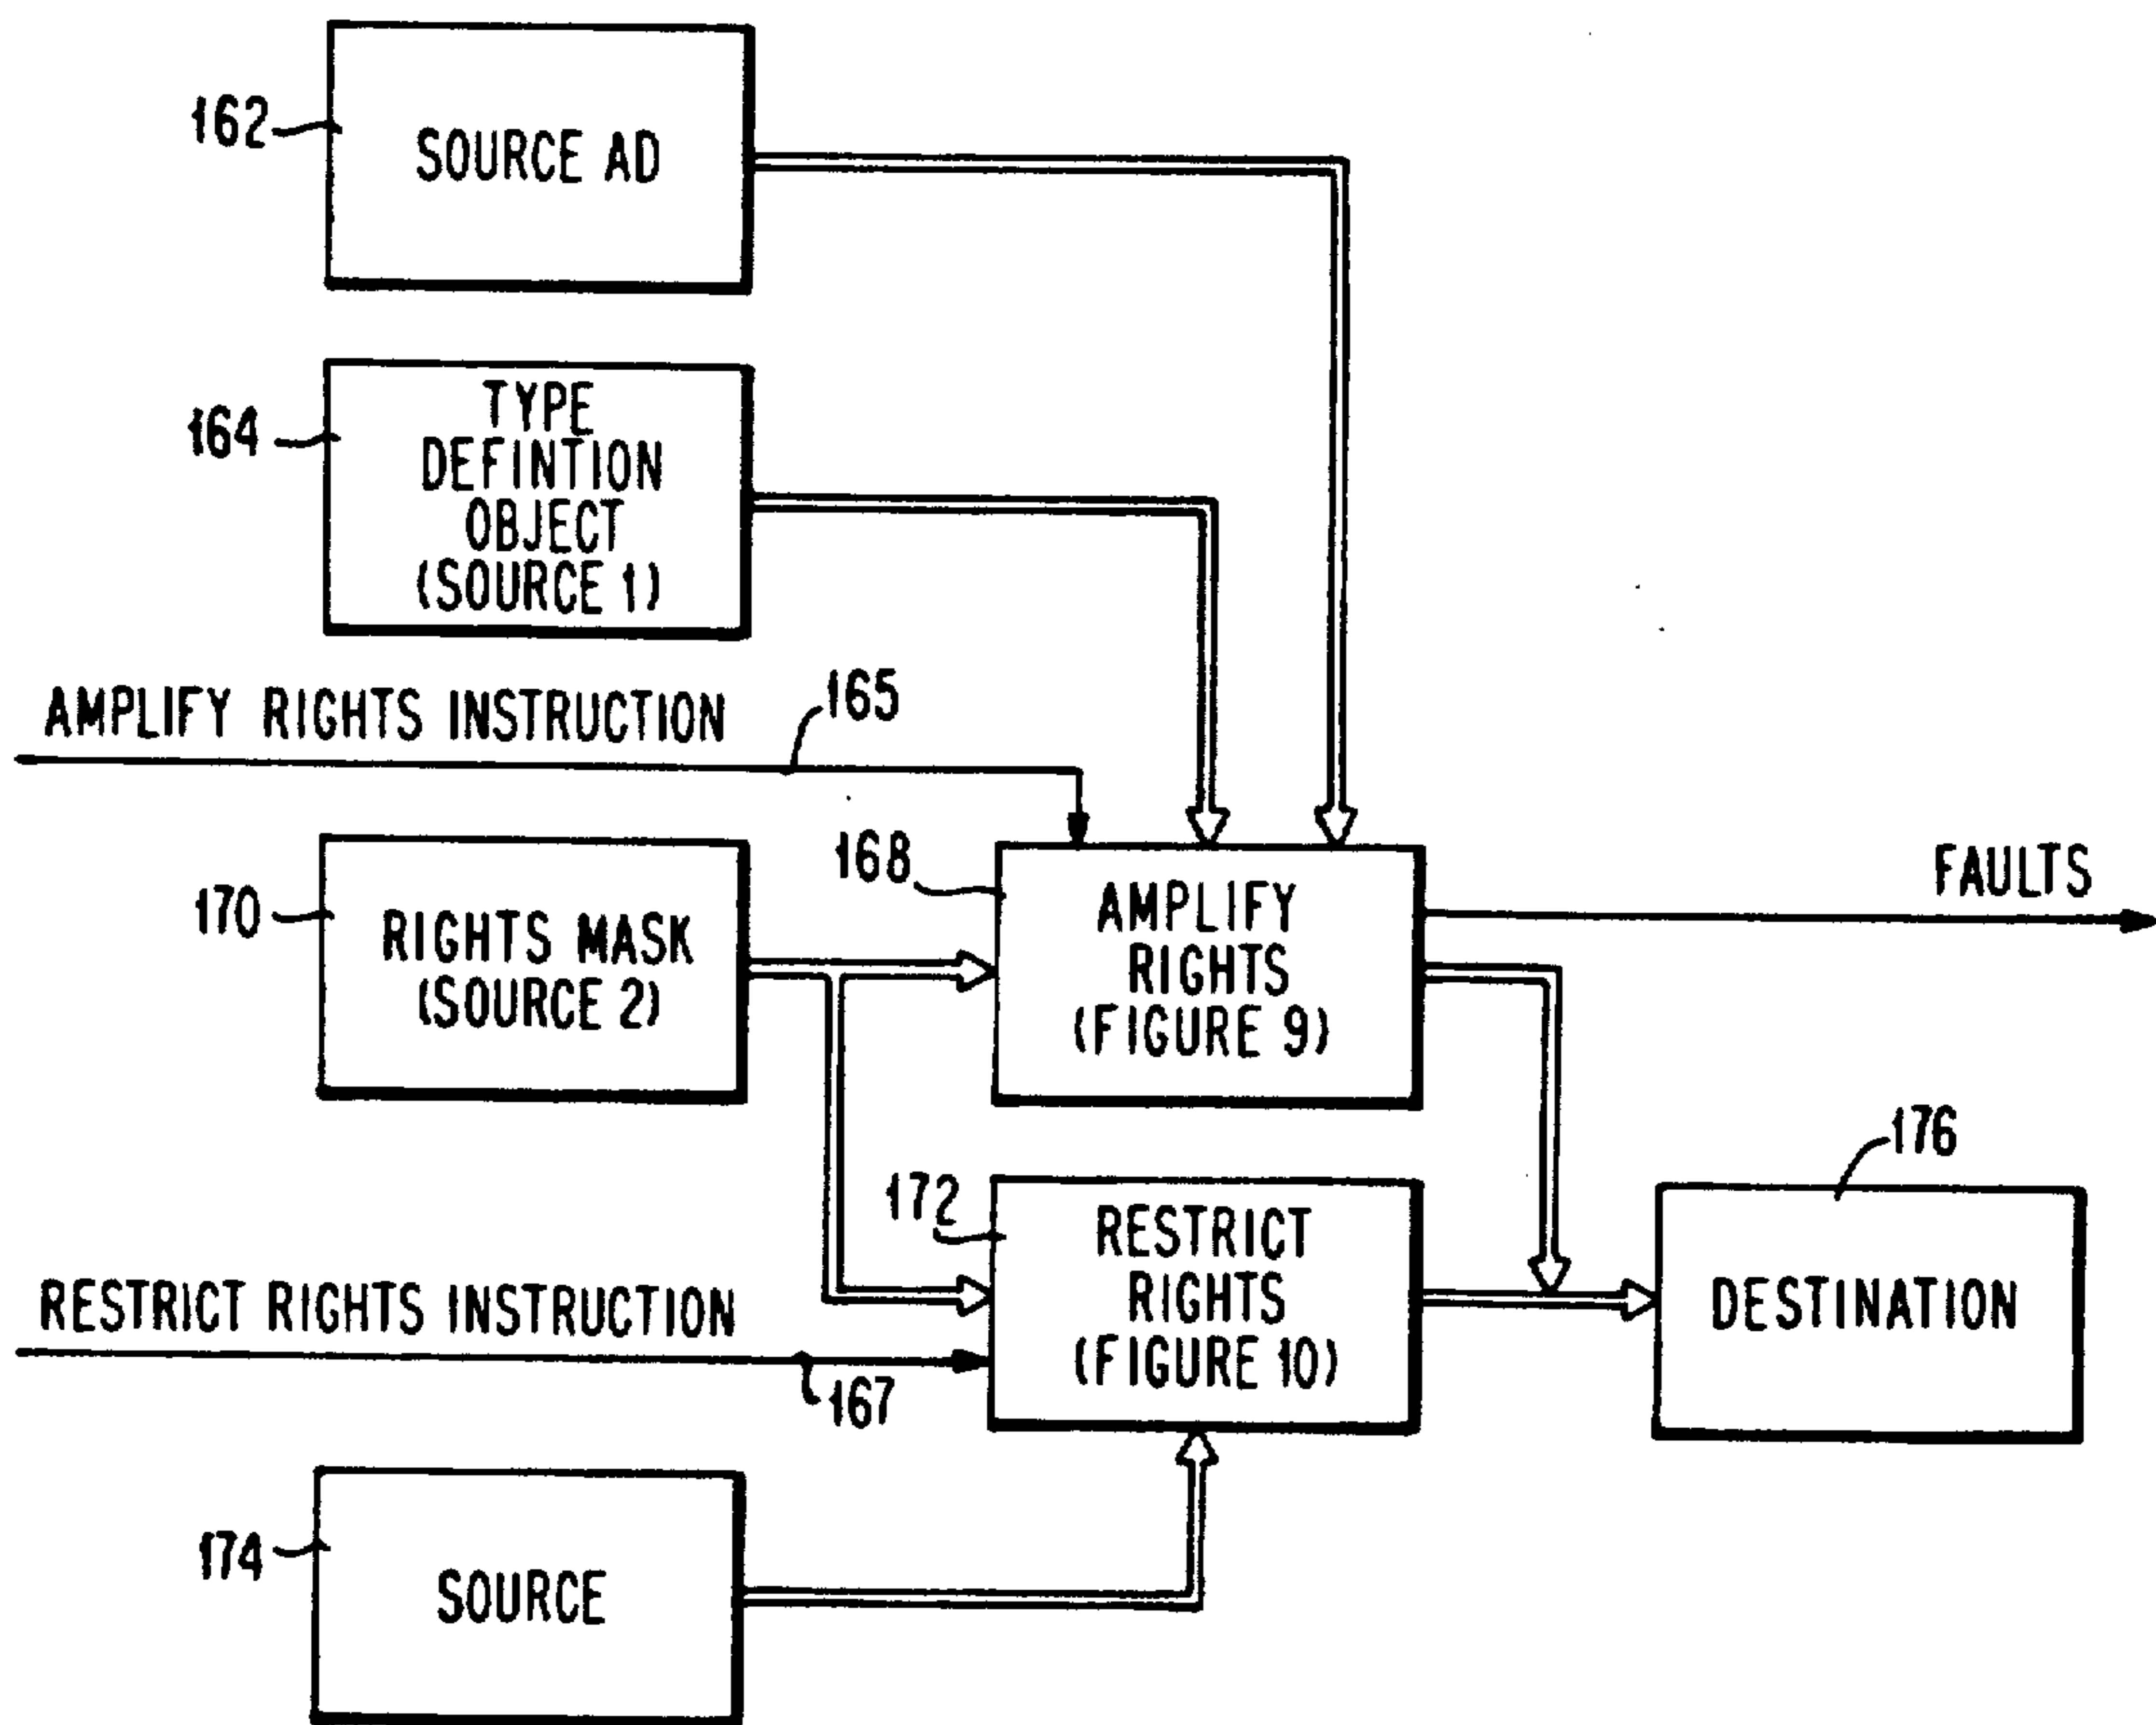 162
SOURCE AD
164
TYPE
DEFINTION
OBJECT
(SOURCE 1)
AMPLIFY RIGHTS INSTRUCTION
165
170
RIGHTS MASK
(SOURCE 2)
168
AMPLIFY
RIGHTS
(FIGURE 9)
FAULTS
172
RESTRICT
RIGHTS
(FIGURE 10)
176
DESTINATION
RESTRICT RIGHTS INSTRUCTION
167
174
SOURCE